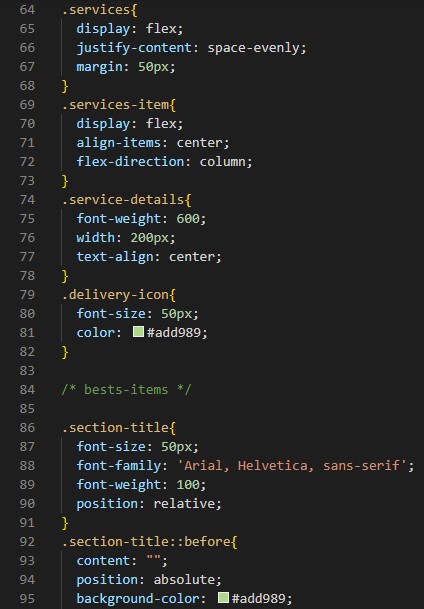 64 .services{
65 display: flex;
66 justify-content: space-evenly;
67 margin: 50px;
68 }
69 .services-item{
70 display: flex;
71 align-items: center;
72 flex-direction: column;
73 }
74 .service-details{
75 font-weight: 600;
76 width: 200px;
77 text-align: center;
78 }
79 .delivery-icon{
80 font-size: 50px;
81 color: #add989;
82 }
83
84 /* bests-items */
85
86 .section-title{
87 font-size: 50px;
88 font-family: 'Arial, Helvetica, sans-serif';
89 font-weight: 100;
90 position: relative;
91 }
92 .section-title::before{
93 content: "";
94 position: absolute;
95 background-color: #add989;